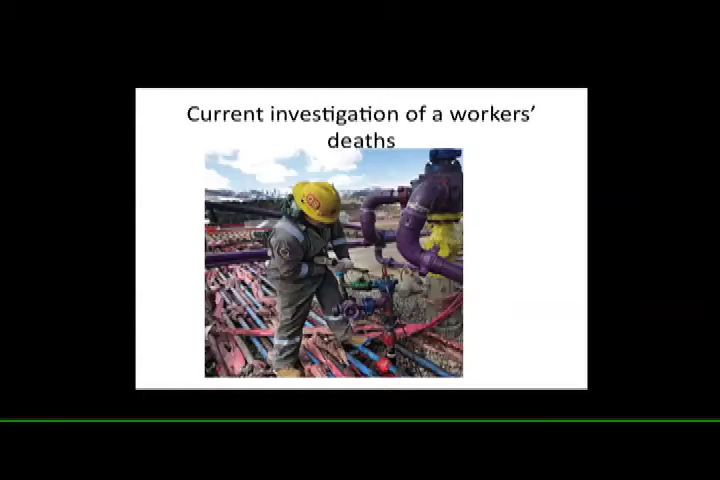 Current investigation of a workers’
deaths